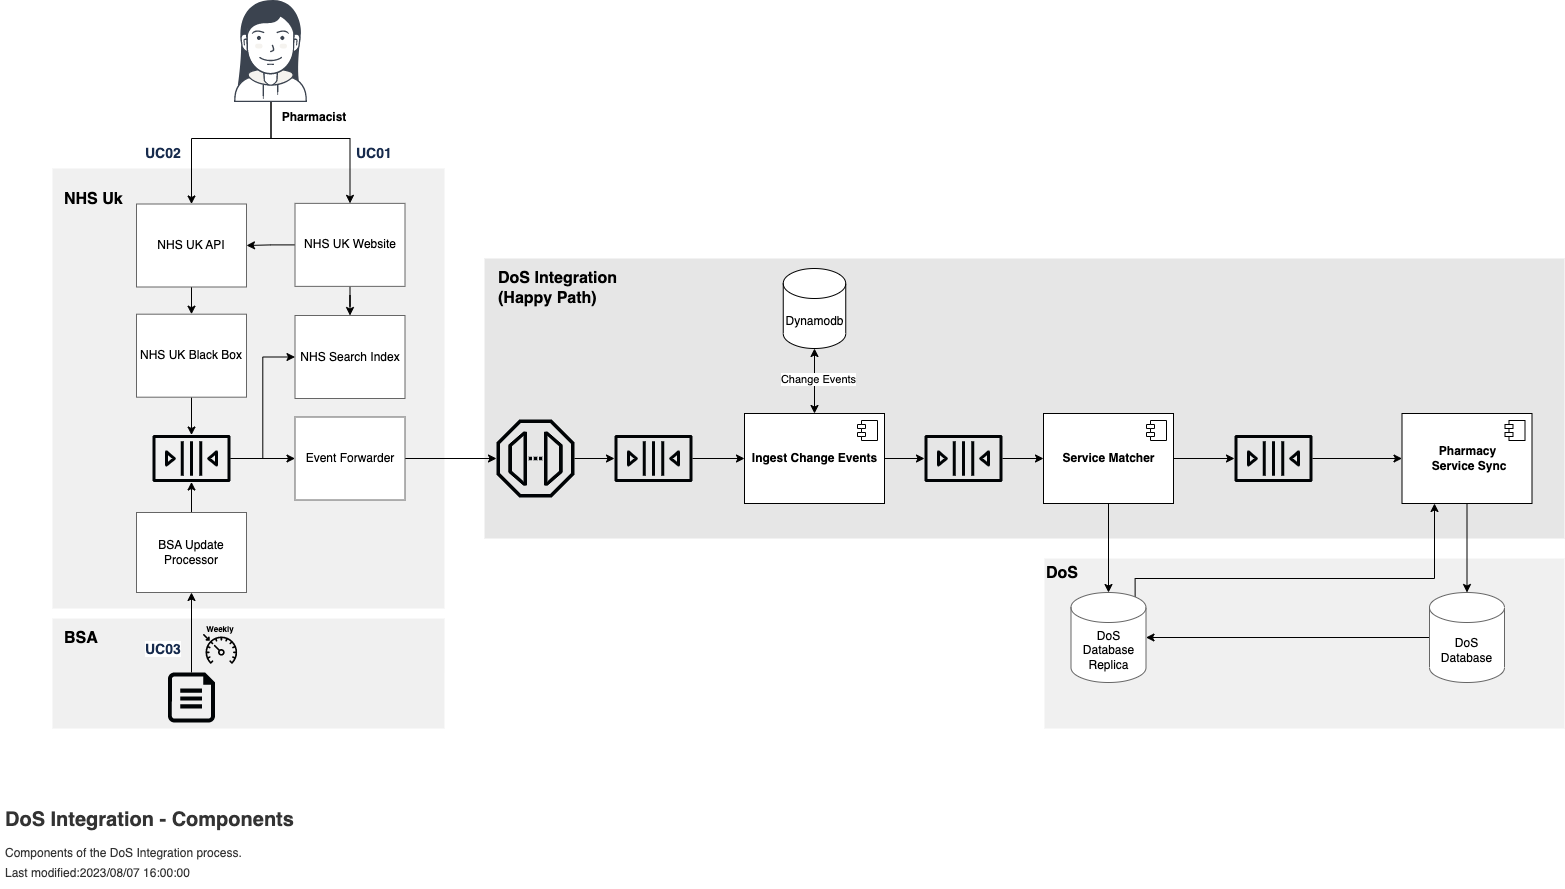 Pharmacist
UC02
UC01
NHS Uk
NHS UK API
NHS UK Website
NHS UK Black Box
NHS Search Index
Event Forwarder
BSA Update
Processor
BSA
UC03
Weekly
DoS Integration
(Happy Path)
Dynamodb
Change Events
Ingest Change Events
Service Matcher
Pharmacy
Service Sync
DoS
DoS
Database
Replica
DoS
Database
DoS Integration - Components
Components of the DoS Integration process.
Last modified:2023/08/07 16:00:00